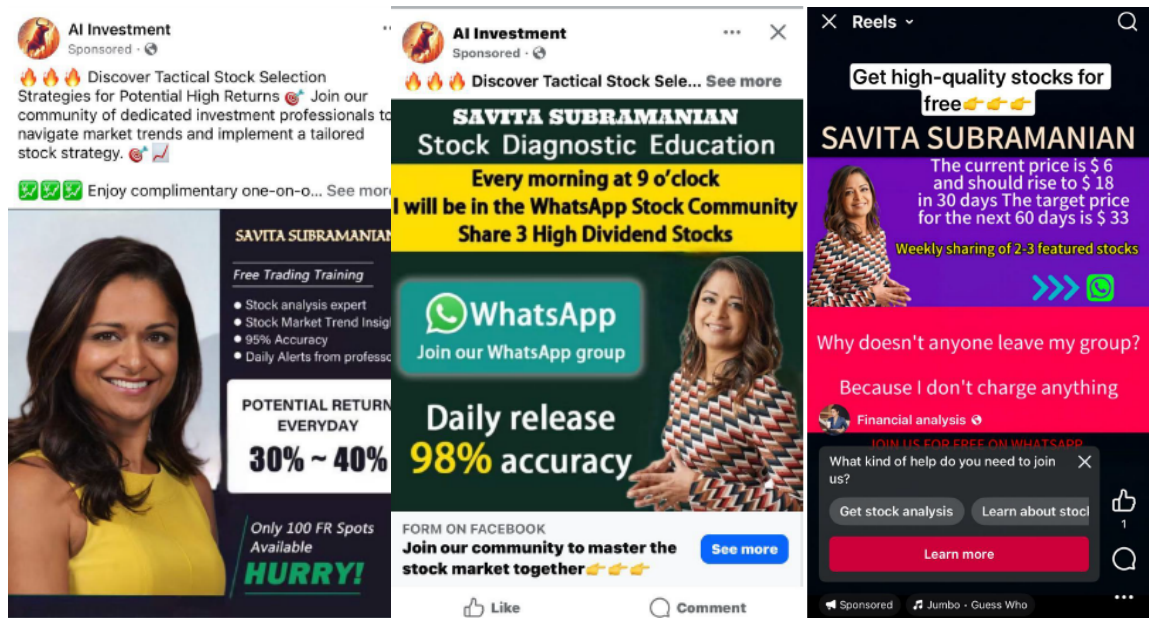 AI Investment
Sponsored ·
🔥🔥🔥 Discover Tactical Stock Selection
Strategies for Potential High Returns 🎯 Join our
community of dedicated investment professionals to
navigate market trends and implement a tailored
stock strategy. 🎯 📈
💹💹💹 Enjoy complimentary one-on-o... See more
SAVITA SUBRAMANIAN
Free Trading Training
● Stock analysis expert
● Stock Market Trend Insig
● 95% Accuracy
● Daily Alerts from professo
POTENTIAL RETURN
EVERYDAY
30% ~ 40%
Only 100 FR Spots
Available
HURRY!
AI Investment
Sponsored ·
🔥🔥🔥 Discover Tactical Stock Sele... See more
SAVITA SUBRAMANIAN
Stock Diagnostic Education
Every morning at 9 o'clock
I will be in the WhatsApp Stock Community
Share 3 High Dividend Stocks
WhatsApp
Join our WhatsApp group
Daily release
98% accuracy
FORM ON FACEBOOK
Join our community to master the
stock market together👉👉👉
See more
Like
Comment
Reels
Get high-quality stocks for
free👉👉👉
SAVITA SUBRAMANIAN
The current price is $ 6
and should rise to $ 18
in 30 days The target price
for the next 60 days is $ 33
Weekly sharing of 2-3 featured stocks
Why doesn't anyone leave my group?
Because I don't charge anything
Financial analysis
JOIN US FOR FREE ON WHATSAPP
What kind of help do you need to join
us?
Get stock analysis
Learn about stocl
Learn more
1
Sponsored
Jumbo · Guess Who